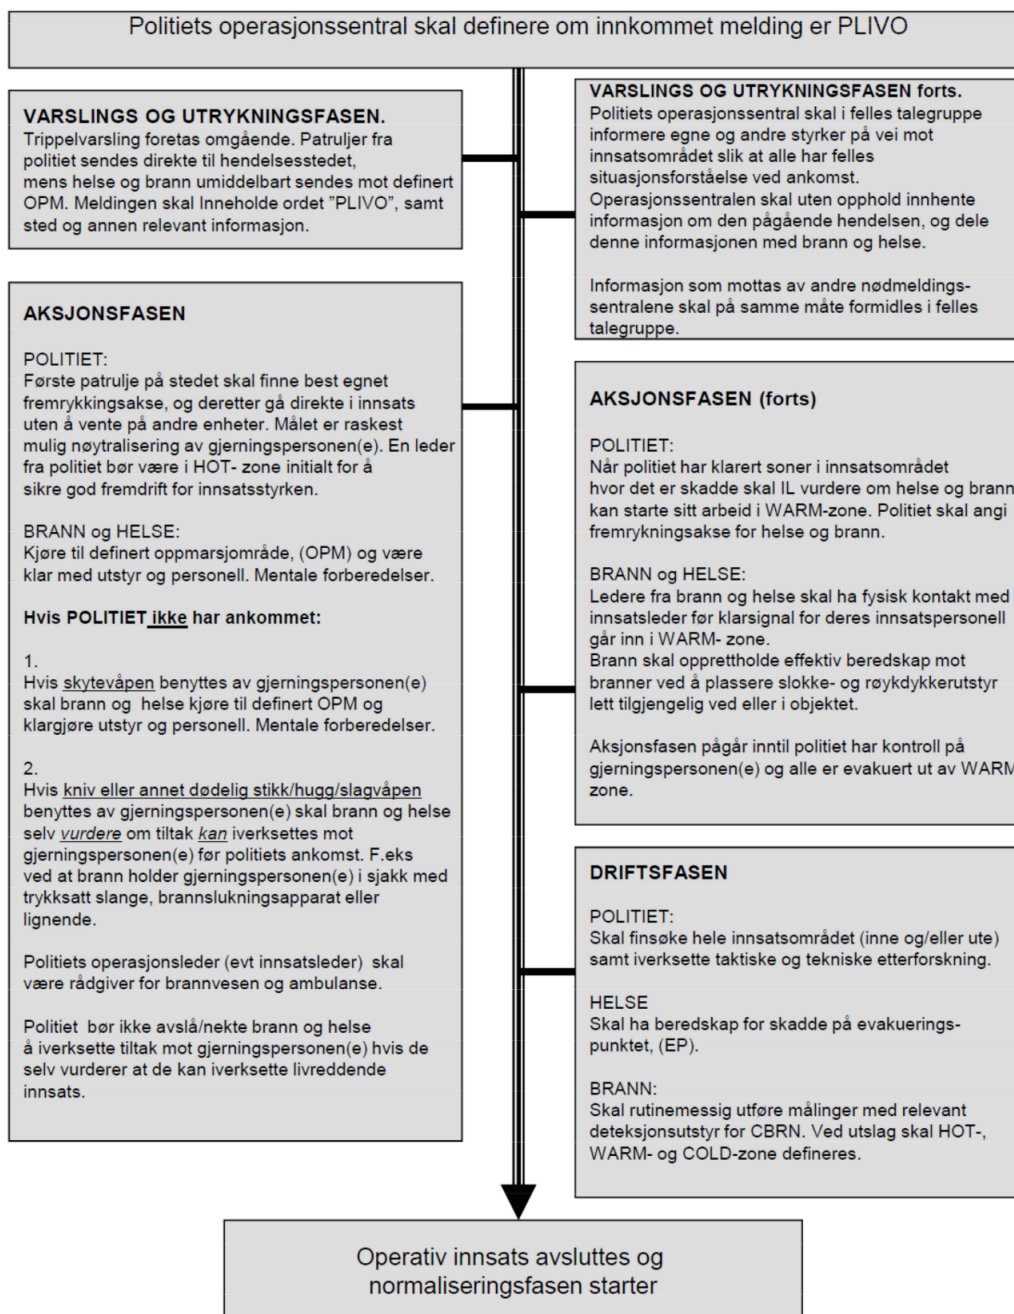 Politiets operasjonssentral skal definere om innkommet melding er PLIVO
VARSLINGS OG UTRYKNINGSFASEN.
Trippelvarsling foretas omgående. Patruljer fra
politiet sendes direkte til hendelsesstedet,
mens helse og brann umiddelbart sendes mot definert
OPM. Meldingen skal Inneholde ordet ”PLIVO”, samt
sted og annen relevant informasjon.
VARSLINGS OG UTRYKNINGSFASEN forts.
Politiets operasjonssentral skal i felles talegruppe
informere egne og andre styrker på vei mot
innsatsområdet slik at alle har felles
situasjonsforståelse ved ankomst.
Operasjonssentralen skal uten opphold innhente
informasjon om den pågående hendelsen, og dele
denne informasjonen med brann og helse.
Informasjon som mottas av andre nødmeldings-
sentralene skal på samme måte formidles i felles
talegruppe.
AKSJONSFASEN
POLITIET:
Første patrulje på stedet skal finne best egnet
fremrykkingsakse, og deretter gå direkte i innsats
uten å vente på andre enheter. Målet er raskest
mulig nøytralisering av gjerningspersonen(e). En leder
fra politiet bør være i HOT- zone initialt for å
sikre god fremdrift for innsatsstyrken.
BRANN og HELSE:
Kjøre til definert oppmarsjområde, (OPM) og være
klar med utstyr og personell. Mentale forberedelser.
Hvis POLITIET ikke har ankommet:
1.
Hvis skytevåpen benyttes av gjerningspersonen(e)
skal brann og helse kjøre til definert OPM og
klargjøre utstyr og personell. Mentale forberedelser.
2.
Hvis kniv eller annet dødelig stikk/hugg/slagvåpen
benyttes av gjerningspersonen(e) skal brann og helse
selv vurdere om tiltak kan iverksettes mot
gjerningspersonen(e) før politiets ankomst. F.eks
ved at brann holder gjerningspersonen(e) i sjakk med
trykksatt slange, brannslukningsapparat eller
lignende.
Politiets operasjonsleder (evt innsatsleder) skal
være rådgiver for brannvesen og ambulanse.
Politiet bør ikke avslå/nekte brann og helse
å iverksette tiltak mot gjerningspersonen(e) hvis de
selv vurderer at de kan iverksette livreddende
innsats.
AKSJONSFASEN (forts)
POLITIET:
Når politiet har klarert soner i innsatsområdet
hvor det er skadde skal IL vurdere om helse og brann
kan starte sitt arbeid i WARM-zone. Politiet skal angi
fremrykningsakse for helse og brann.
BRANN og HELSE:
Ledere fra brann og helse skal ha fysisk kontakt med
innsatsleder før klarsignal for deres innsatspersonell
går inn i WARM- zone.
Brann skal opprettholde effektiv beredskap mot
branner ved å plassere slokke- og røykdykkerutstyr
lett tilgjengelig ved eller i objektet.
Aksjonsfasen pågår inntil politiet har kontroll på
gjerningspersonen(e) og alle er evakuert ut av WARM
zone.
DRIFTSFASEN
POLITIET:
Skal finsøke hele innsatsområdet (inne og/eller ute)
samt iverksette taktiske og tekniske etterforskning.
HELSE
Skal ha beredskap for skadde på evakuerings-
punktet, (EP).
BRANN:
Skal rutinemessig utføre målinger med relevant
deteksjonsutstyr for CBRN. Ved utslag skal HOT-,
WARM- og COLD-zone defineres.
Operativ innsats avsluttes og
normaliseringsfasen starter